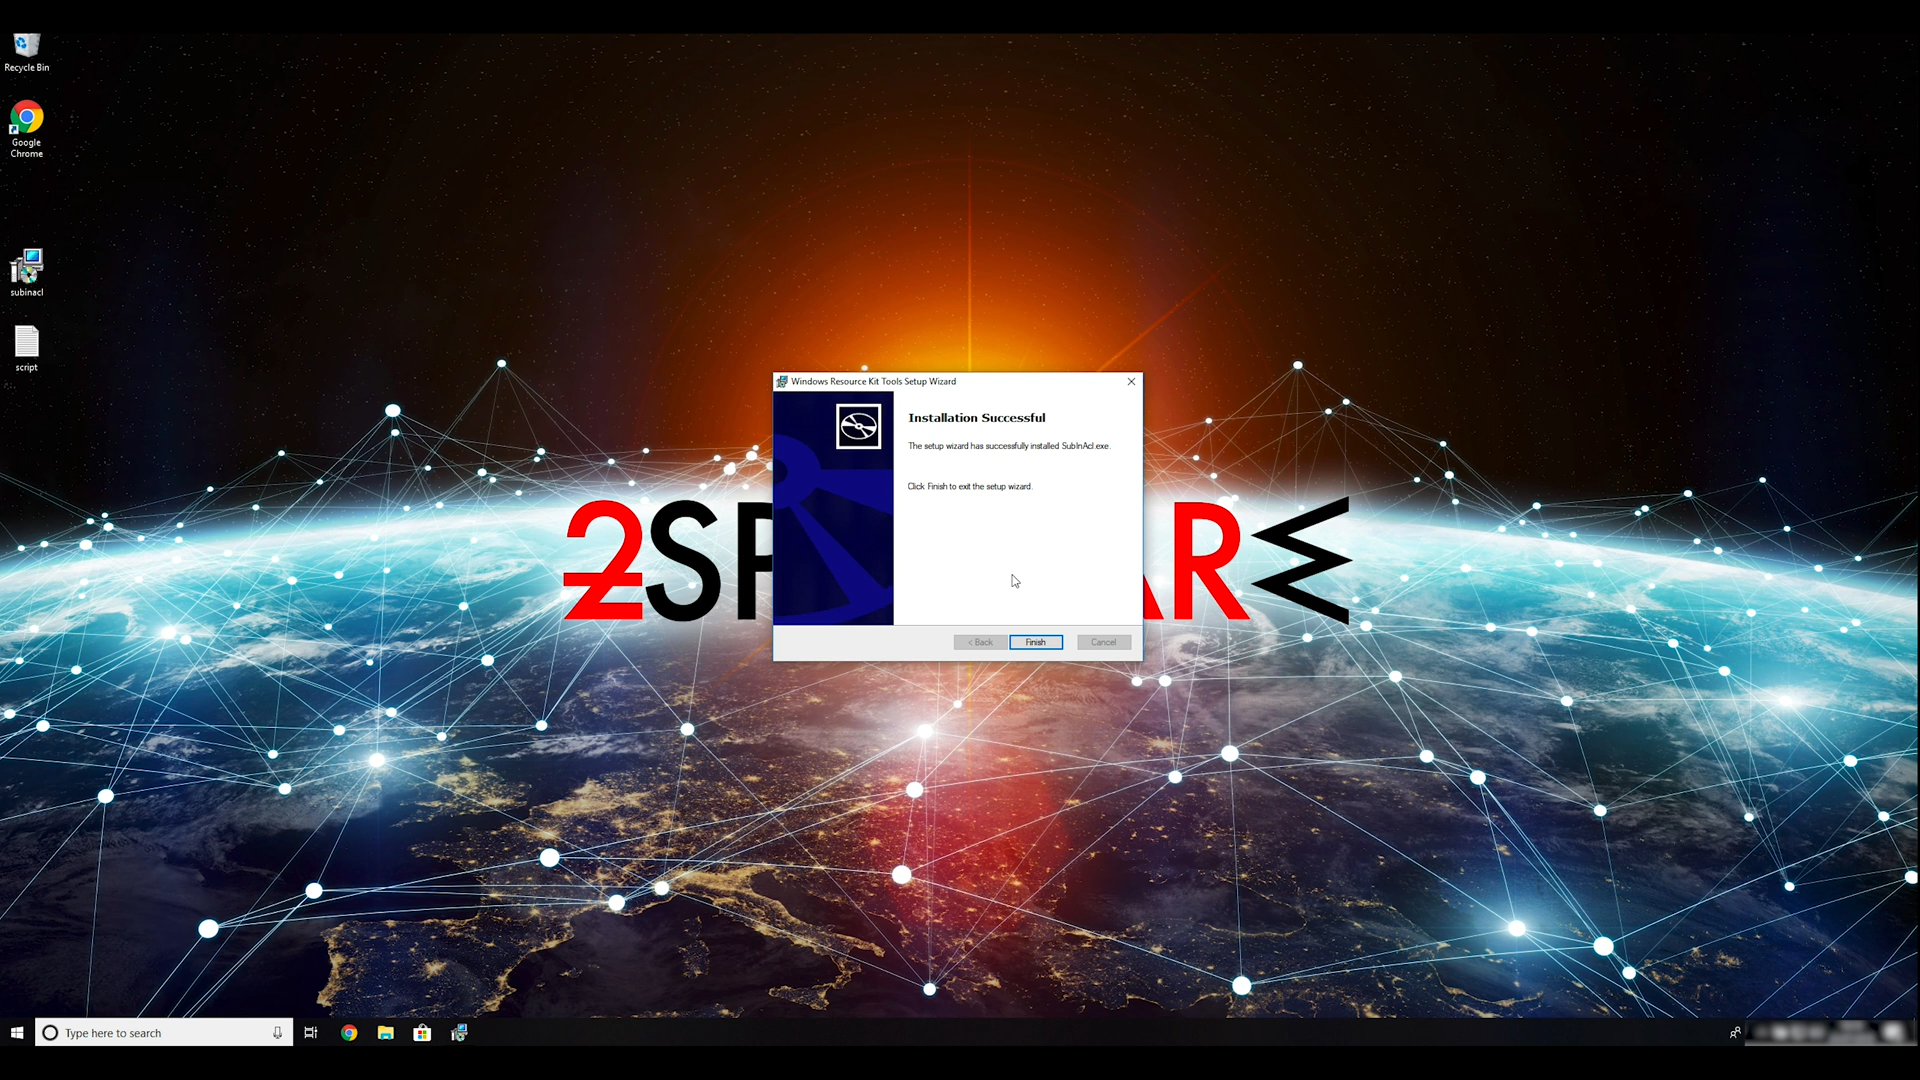 Recycle Bin
Google
Chrome
subinacl
script
Windows Resource Kit Tools Setup Wizard
Installation Successful
The setup wizard has successfully installed SubInAcl.exe.
Click Finish to exit the setup wizard.
< Back
Finish
Cancel
Type here to search